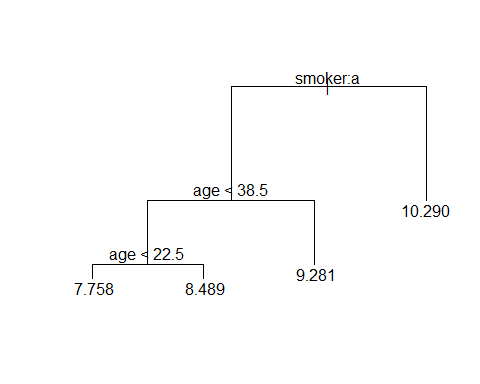 smoker:a
age < 38.5
10.290
age < 22.5
9.281
7.758
8.489